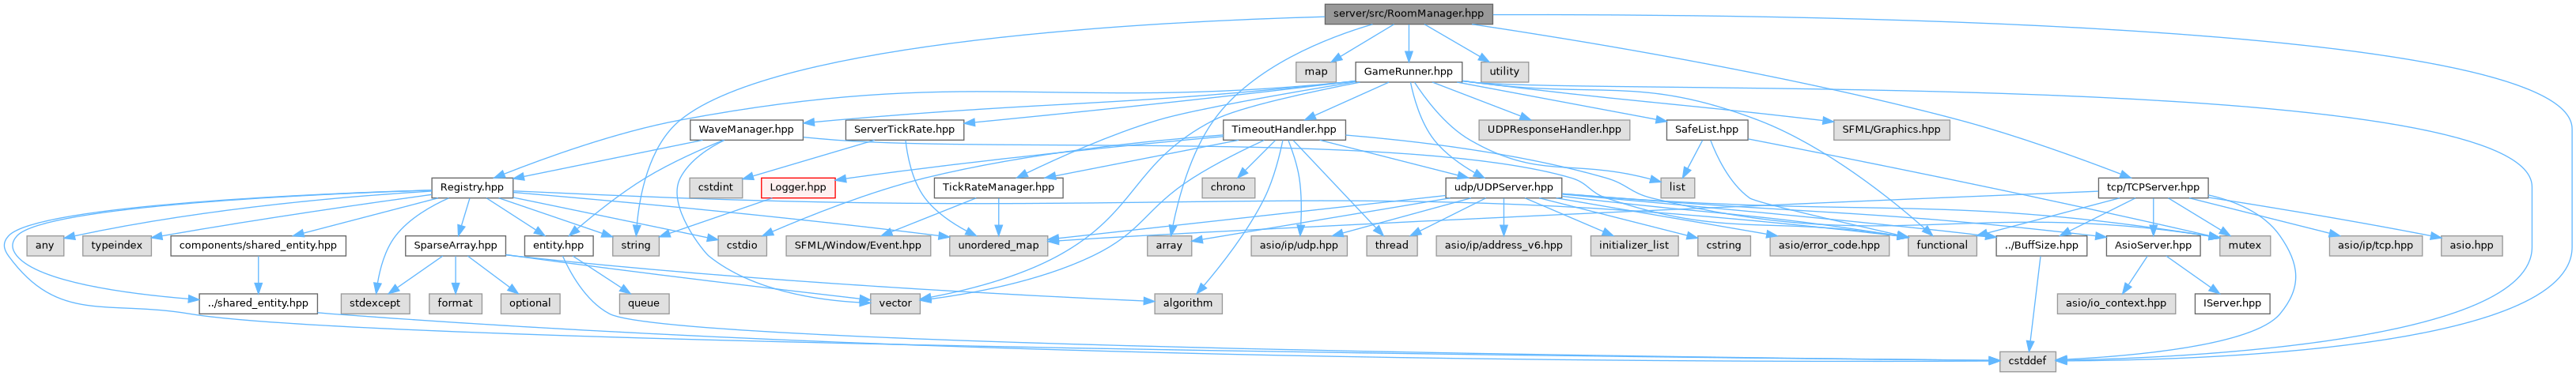 server/src/RoomManager.hpp
map
GameRunner.hpp
utility
WaveManager.hpp
ServerTickRate.hpp
TimeoutHandler.hpp
UDPResponseHandler.hpp
SafeList.hpp
SFML/Graphics.hpp
Registry.hpp
cstdint
Logger.hpp
TickRateManager.hpp
chrono
udp/UDPServer.hpp
list
tcp/TCPServer.hpp
any
typeindex
components/shared_entity.hpp
SparseArray.hpp
entity.hpp
string
cstdio
SFML/Window/Event.hpp
unordered_map
array
asio/ip/udp.hpp
thread
asio/ip/address_v6.hpp
initializer_list
cstring
asio/error_code.hpp
functional
../BuffSize.hpp
AsioServer.hpp
mutex
asio/ip/tcp.hpp
asio.hpp
../shared_entity.hpp
stdexcept
format
optional
queue
vector
algorithm
asio/io_context.hpp
IServer.hpp
cstddef